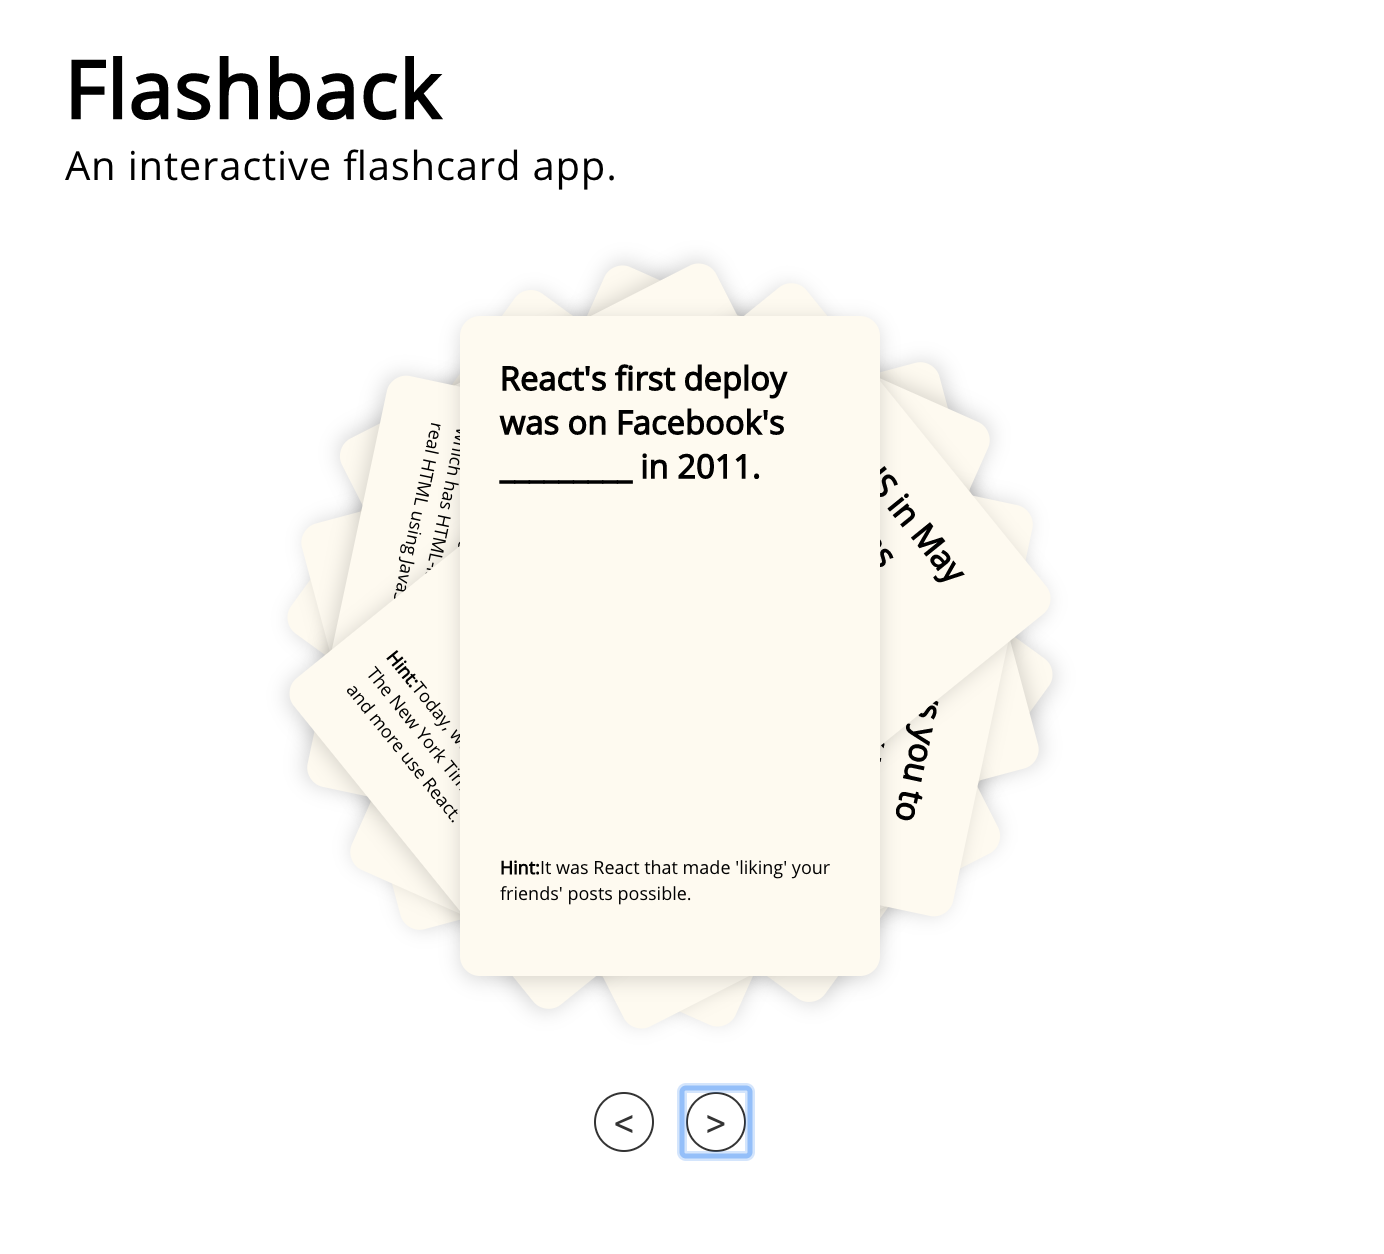 Flashback
An interactive flashcard app.
React's first deploy
was on Facebook's
_________ in 2011.
Hint:It was React that made 'liking' your
friends' posts possible.
which has HTML-
real HTML using Java-
Hint:Today, w
The New York Tim
and more use React.
JS in May
you to
<
>